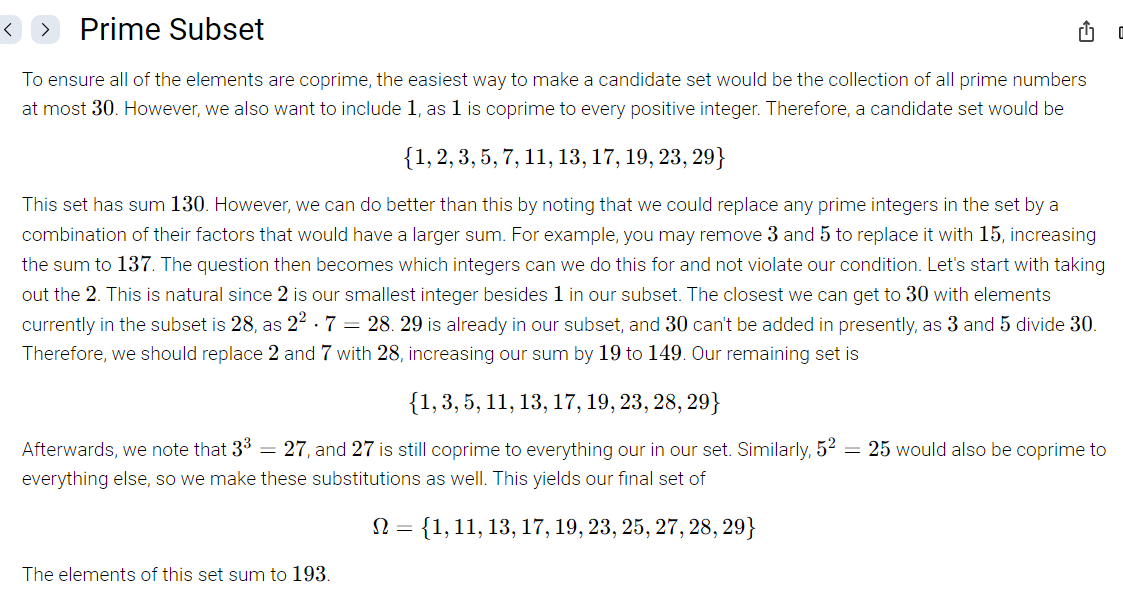 Prime Subset
To ensure all of the elements are coprime, the easiest way to make a candidate set would be the collection of all prime numbers
at most 30. However, we also want to include 1, as 1 is coprime to every positive integer. Therefore, a candidate set would be
{1, 2, 3, 5, 7, 11, 13, 17, 19, 23, 29}
This set has sum 130. However, we can do better than this by noting that we could replace any prime integers in the set by a
combination of their factors that would have a larger sum. For example, you may remove 3 and 5 to replace it with 15, increasing
the sum to 137. The question then becomes which integers can we do this for and not violate our condition. Let's start with taking
out the 2. This is natural since 2 is our smallest integer besides 1 in our subset. The closest we can get to 30 with elements
currently in the subset is 28, as 2² · 7 = 28. 29 is already in our subset, and 30 can't be added in presently, as 3 and 5 divide 30.
Therefore, we should replace 2 and 7 with 28, increasing our sum by 19 to 149. Our remaining set is
{1, 3, 5, 11, 13, 17, 19, 23, 28, 29}
Afterwards, we note that 3³ = 27, and 27 is still coprime to everything our in our set. Similarly, 5² = 25 would also be coprime to
everything else, so we make these substitutions as well. This yields our final set of
Ω = {1, 11, 13, 17, 19, 23, 25, 27, 28, 29}
The elements of this set sum to 193.